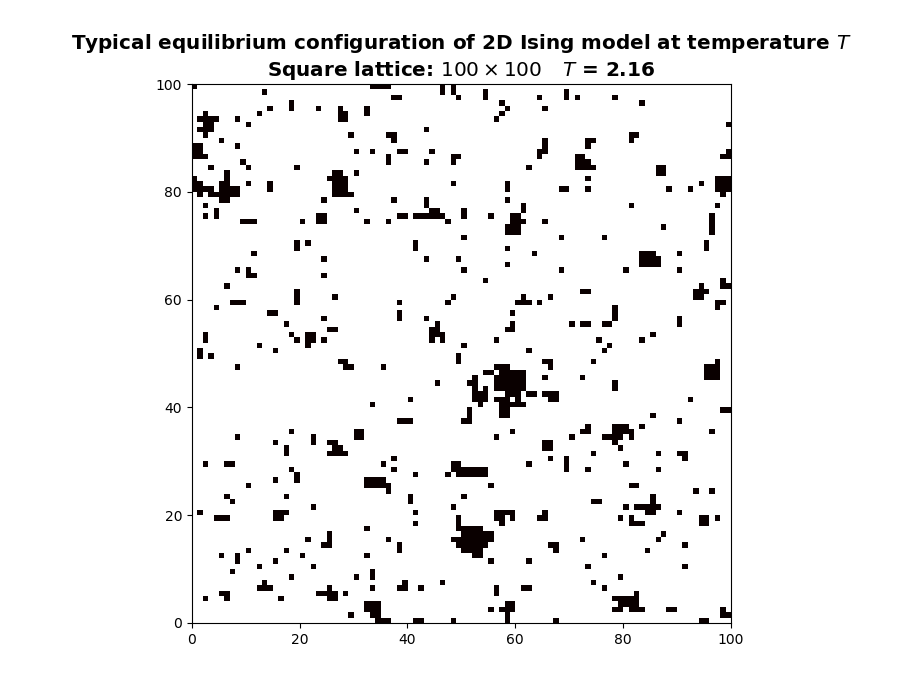 Typical equilibrium configuration of 2D Ising model at temperature T
Square lattice: 100 × 100 T = 2.16
100
80
60
40
20
0
0 20 40 60 80 100